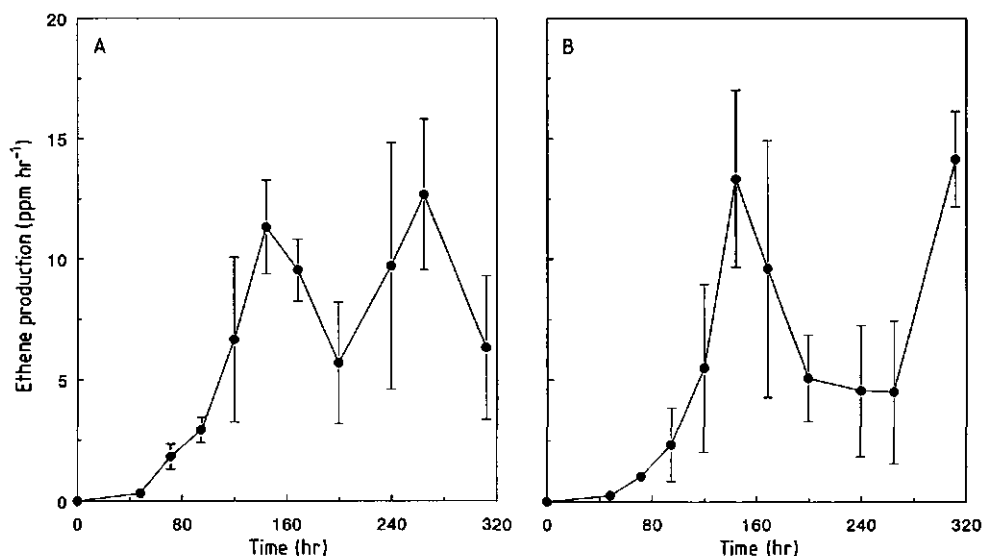 A
B
20
15
10
5
0
Ethene production (ppm hr⁻¹)
0 80 160 240 320
0 80 160 240 320
Time (hr)
Time (hr)